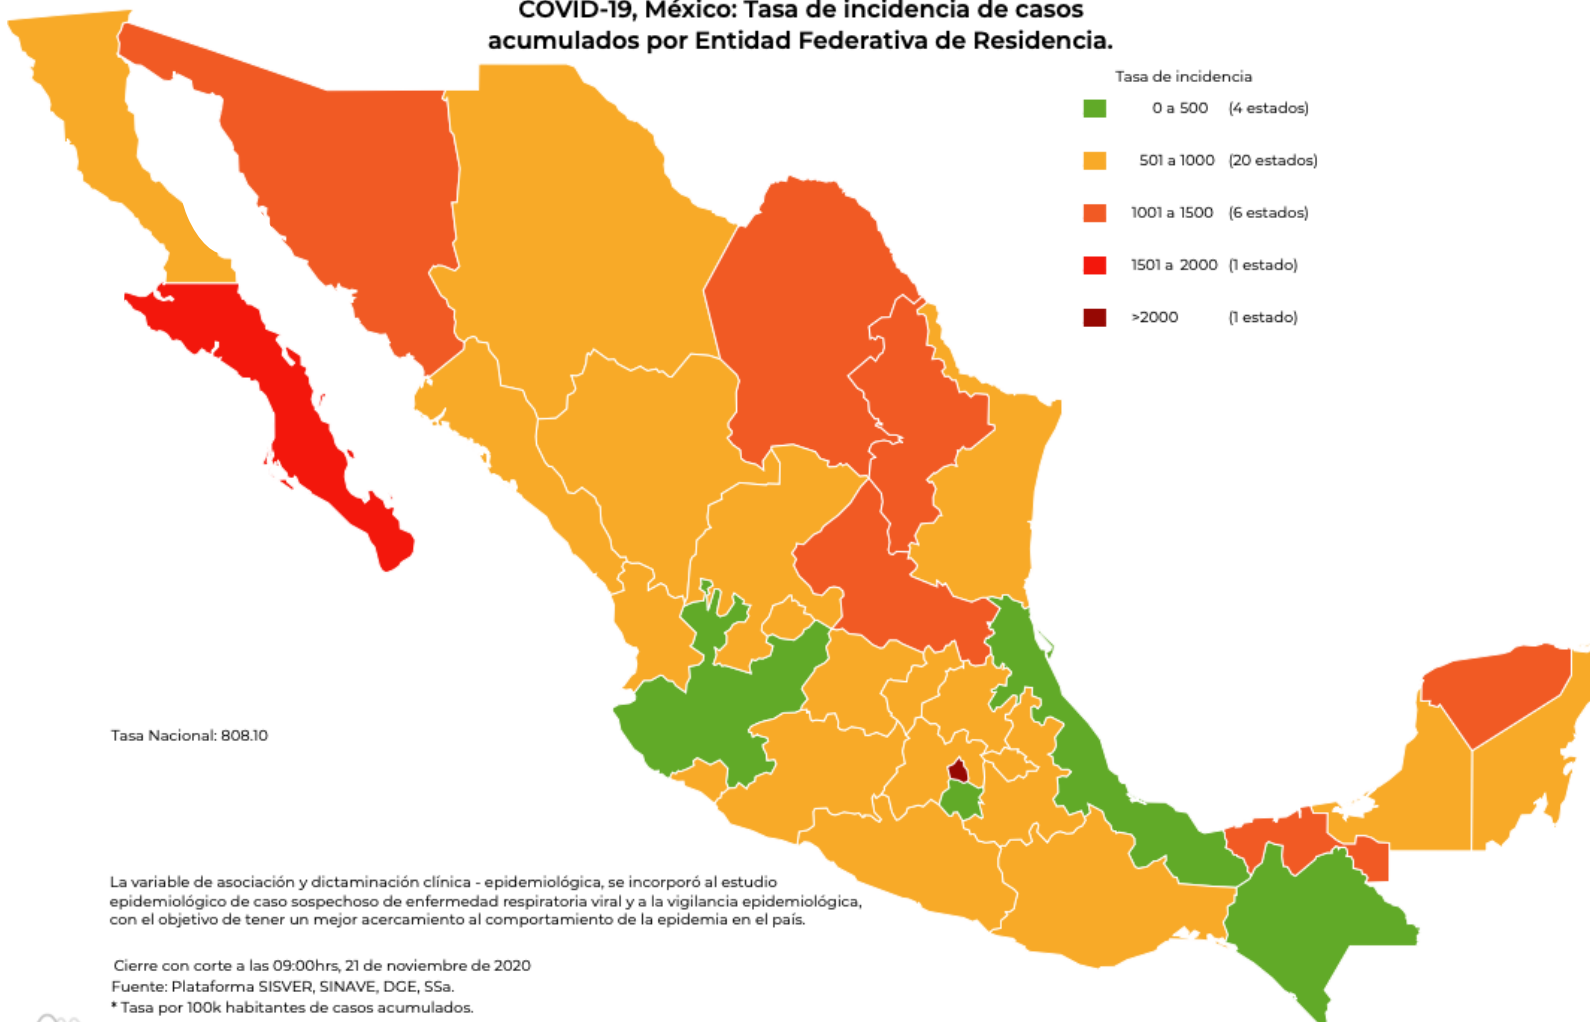 COVID-19, México: Tasa de incidencia de casos
acumulados por Entidad Federativa de Residencia.
Tasa de incidencia
0 a 500 (4 estados)
501 a 1000 (20 estados)
1001 a 1500 (6 estados)
1501 a 2000 (1 estado)
>2000 (1 estado)
Tasa Nacional: 808.10
La variable de asociación y dictaminación clínica - epidemiológica, se incorporó al estudio
epidemiológico de caso sospechoso de enfermedad respiratoria viral y a la vigilancia epidemiológica,
con el objetivo de tener un mejor acercamiento al comportamiento de la epidemia en el país.
Cierre con corte a las 09:00hrs, 21 de noviembre de 2020
Fuente: Plataforma SISVER, SINAVE, DGE, SSa.
* Tasa por 100k habitantes de casos acumulados.